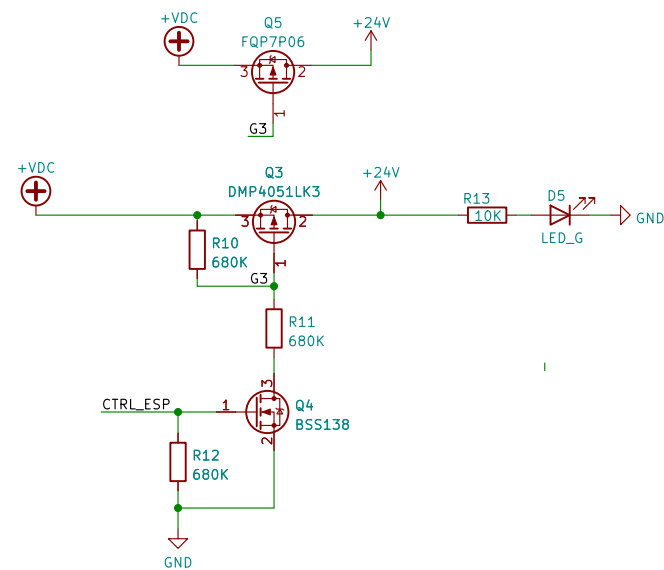 +VDC
Q5
FQP7P06
+24V
3
2
1
G3
+VDC
Q3
DMP4051LK3
+24V
R13
10K
D5
LED_G
GND
3
2
R10
680K
1
G3
R11
680K
3
CTRL_ESP
1
Q4
BSS138
2
R12
680K
GND